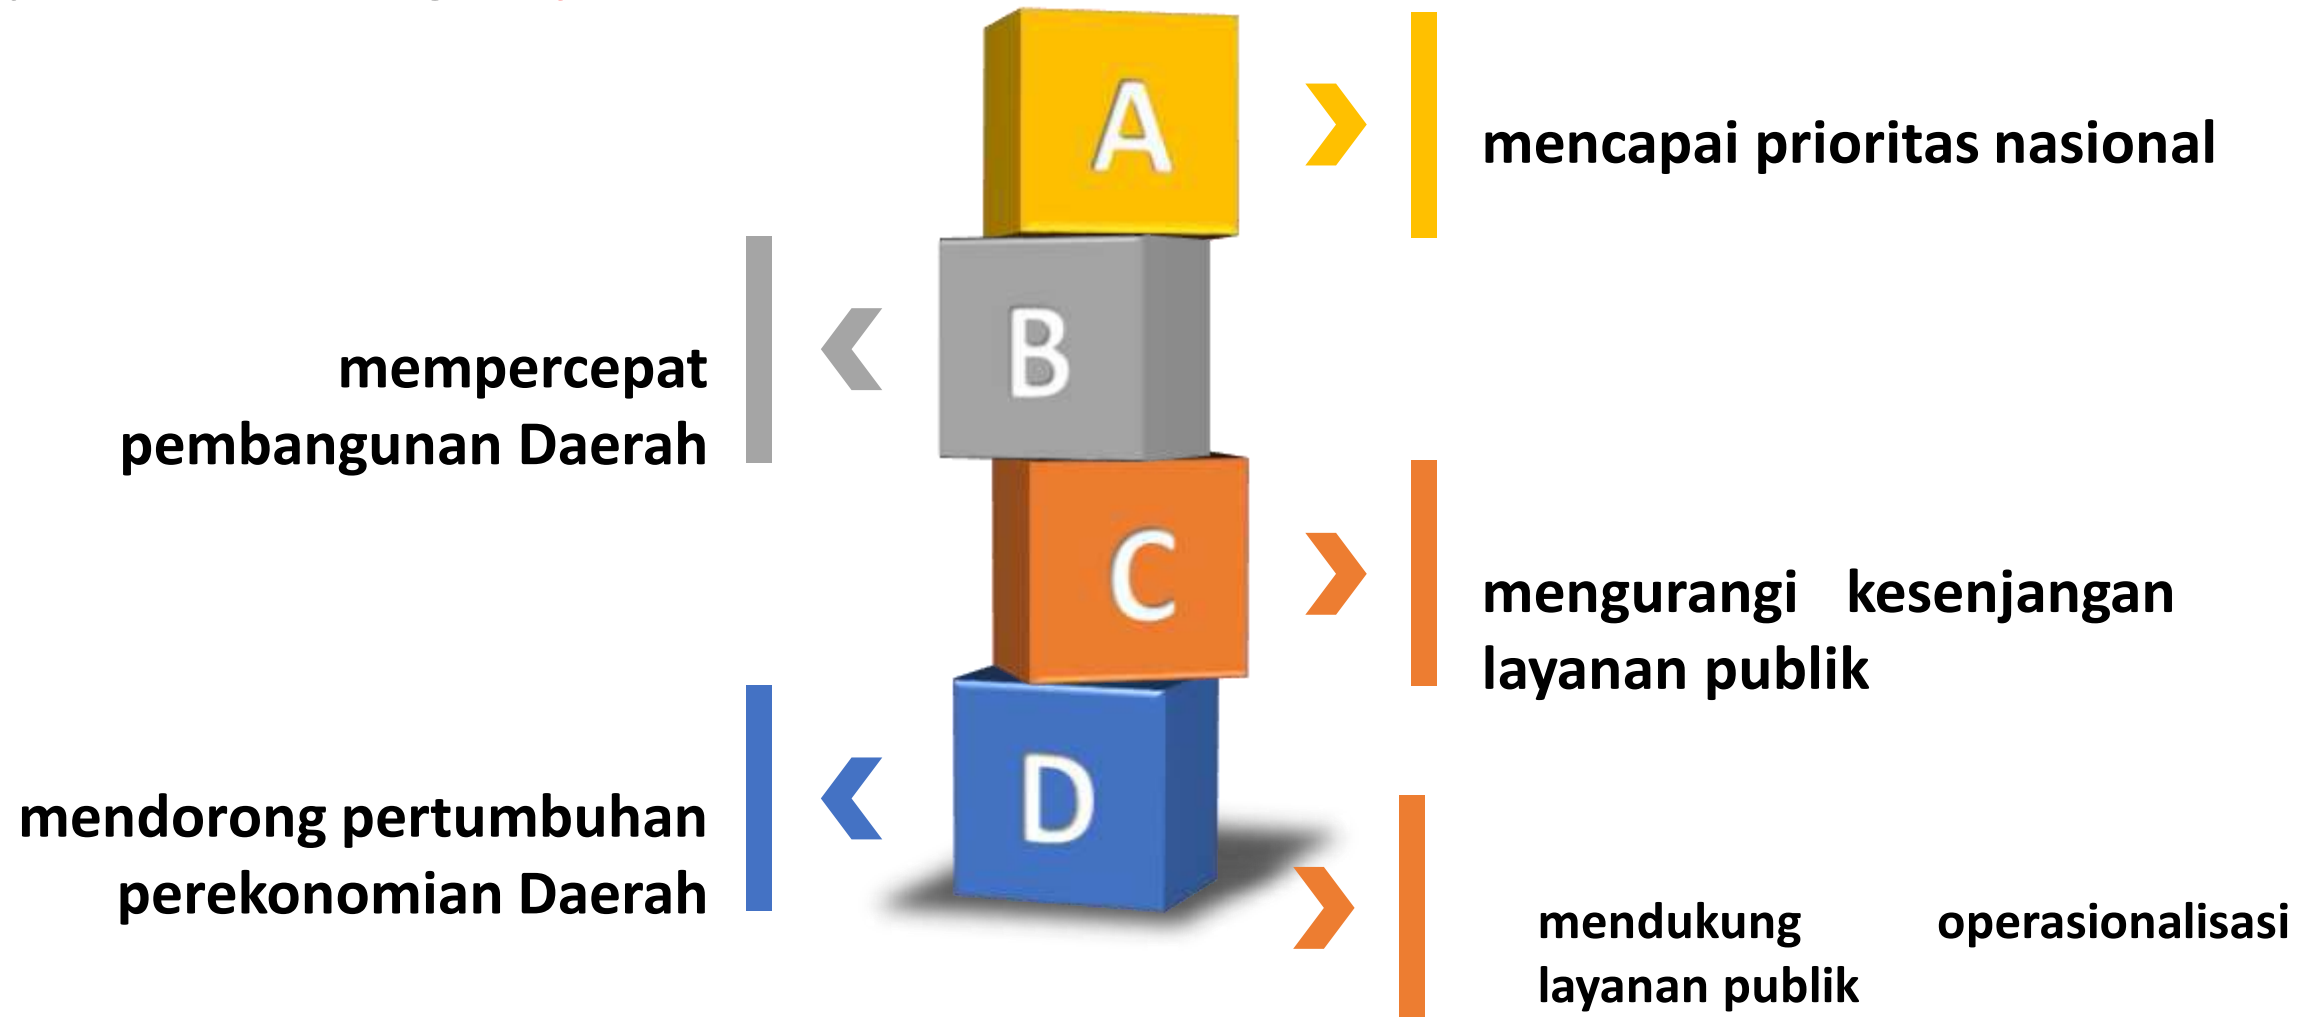 A
mencapai prioritas nasional
B
mempercepat
pembangunan Daerah
C
mengurangi kesenjangan
layanan publik
D
mendorong pertumbuhan
perekonomian Daerah
mendukung operasionalisasi
layanan publik